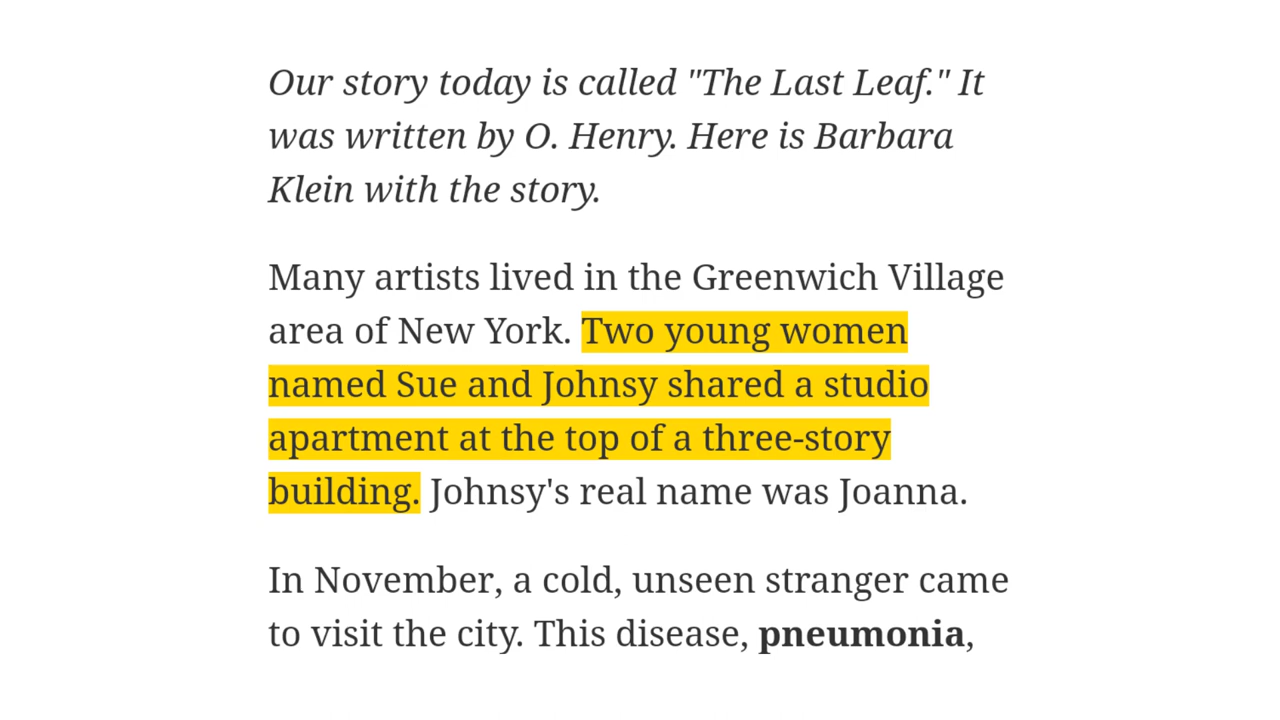 Our story today is called "The Last Leaf." It
was written by O. Henry. Here is Barbara
Klein with the story.
Many artists lived in the Greenwich Village
area of New York. Two young women
named Sue and Johnsy shared a studio
apartment at the top of a three-story
building. Johnsy's real name was Joanna.
In November, a cold, unseen stranger came
to visit the city. This disease, pneumonia,